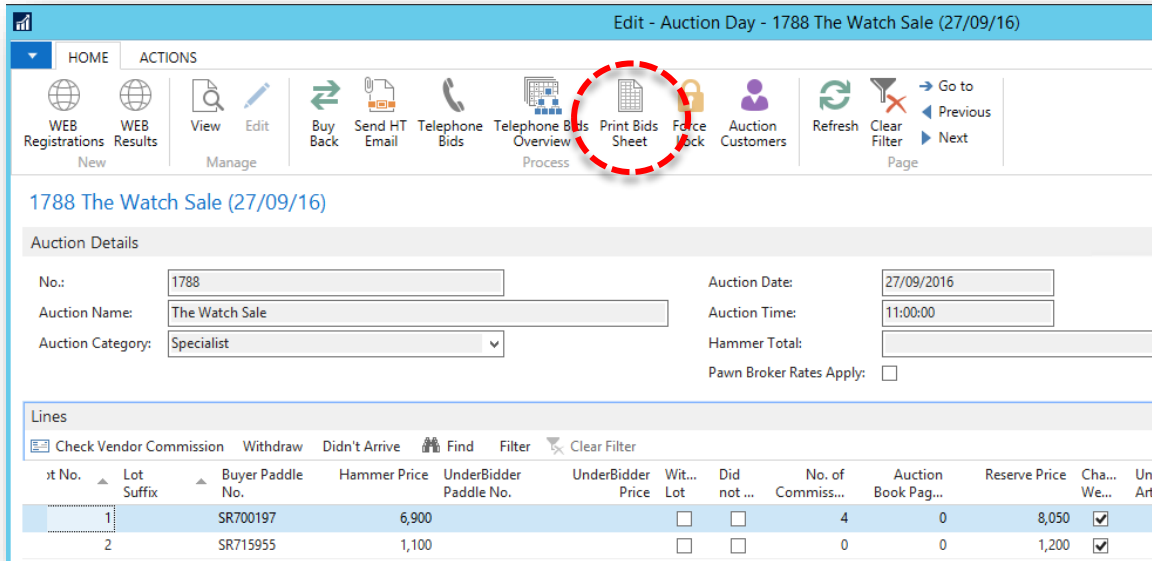 Edit - Auction Day - 1788 The Watch Sale (27/09/16)
HOME ACTIONS
WEB Registrations WEB Results View Edit Buy Back Send HT Email Telephone Bids Telephone Bids Overview Print Bids Sheet Force Lock Auction Customers Refresh Clear Filter Go to Previous Next
New Manage Process Page
1788 The Watch Sale (27/09/16)
Auction Details
No.: 1788 Auction Date: 27/09/2016
Auction Name: The Watch Sale Auction Time: 11:00:00
Auction Category: Specialist Hammer Total:
Pawn Broker Rates Apply:
Lines
Check Vendor Commission Withdraw Didn't Arrive Find Filter Clear Filter
ot No. Lot Suffix Buyer Paddle No. Hammer Price UnderBidder Paddle No. UnderBidder Price Wit... Lot Did not ... No. of Commiss... Auction Book Pag... Reserve Price Cha... We... Un Art
1 SR700197 6,900 4 0 8,050
2 SR715955 1,100 0 0 1,200